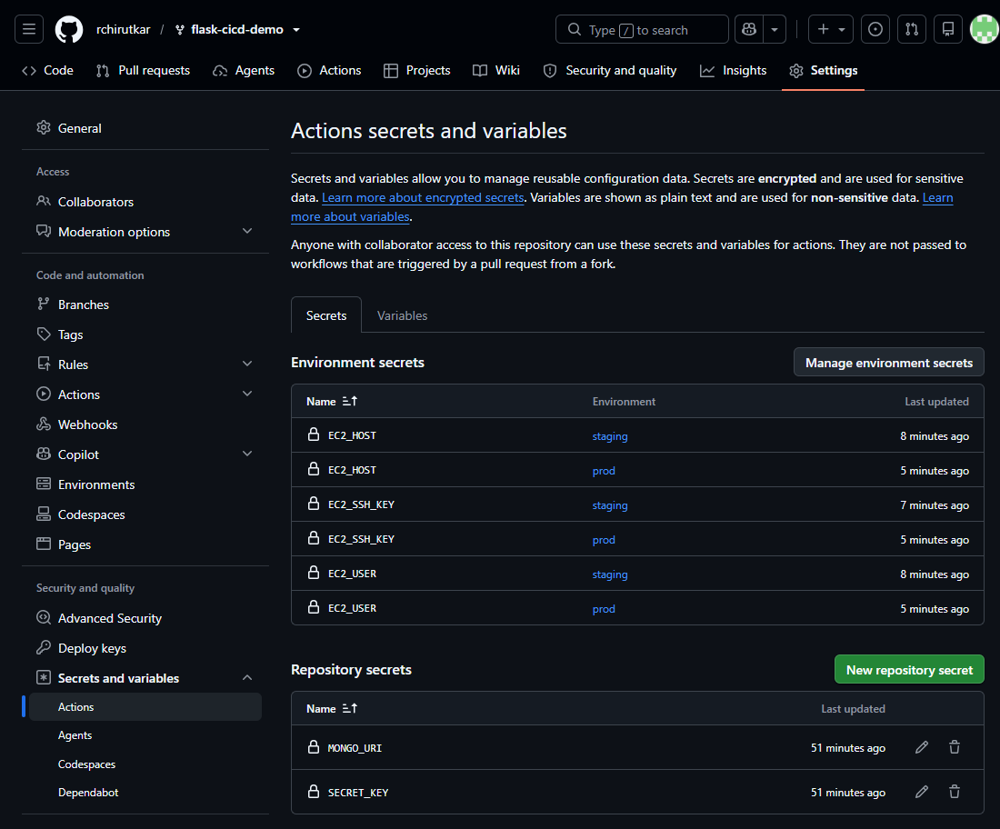 rchirutkar / flask-cicd-demo
Type / to search
Code Pull requests Agents Actions Projects Wiki Security and quality Insights Settings
General
Access
Collaborators
Moderation options
Code and automation
Branches
Tags
Rules
Actions
Webhooks
Copilot
Environments
Codespaces
Pages
Security and quality
Advanced Security
Deploy keys
Secrets and variables
Actions
Agents
Codespaces
Dependabot
Actions secrets and variables
Secrets and variables allow you to manage reusable configuration data. Secrets are encrypted and are used for sensitive
data. Learn more about encrypted secrets. Variables are shown as plain text and are used for non-sensitive data. Learn
more about variables.
Anyone with collaborator access to this repository can use these secrets and variables for actions. They are not passed to
workflows that are triggered by a pull request from a fork.
Secrets Variables
Environment secrets Manage environment secrets
Name Environment Last updated
EC2_HOST staging 8 minutes ago
EC2_HOST prod 5 minutes ago
EC2_SSH_KEY staging 7 minutes ago
EC2_SSH_KEY prod 5 minutes ago
EC2_USER staging 8 minutes ago
EC2_USER prod 5 minutes ago
Repository secrets New repository secret
Name Last updated
MONGO_URI 51 minutes ago
SECRET_KEY 51 minutes ago